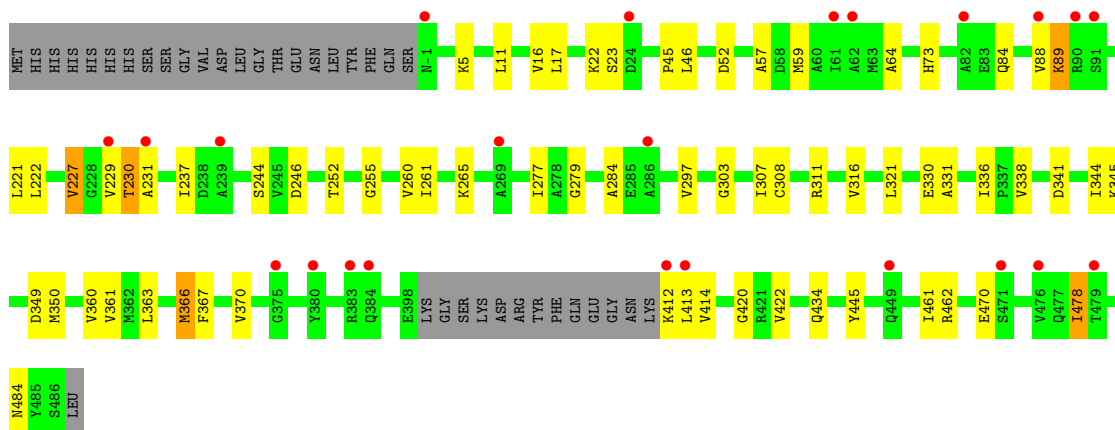 MET HIS HIS HIS HIS HIS HIS SER SER GLY VAL ASP LEU GLY THR GLU ASN LEU TYR PHE GLN SER N-1 K5 L11 V16 L17 K22 S23 D24 P45 L46 D52 A57 D58 M59 A60 I61 A62 M63 A64 H73 A82 E83 Q84 V88 K89 R90 S91
L221 L222 V227 G228 V229 T230 A231 I237 D238 A239 S244 V245 D246 T252 G255 V260 I261 K265 A269 I277 A278 G279 A284 E285 A286 V297 G303 I307 C308 R311 V316 L321 E330 A331 I336 P337 V338 D341 I344 K345
D349 M350 V360 V361 M362 L363 M366 F367 V370 G375 Y380 R383 Q384 E398 LYS GLY SER LYS ASP ARG TYR PHE GLN GLU GLY ASN LYS K412 L413 V414 G420 R421 V422 Q434 Y445 Q449 I461 R462 E470 S471 V476 Q477 I478 T479
N484 Y485 S486 LEU